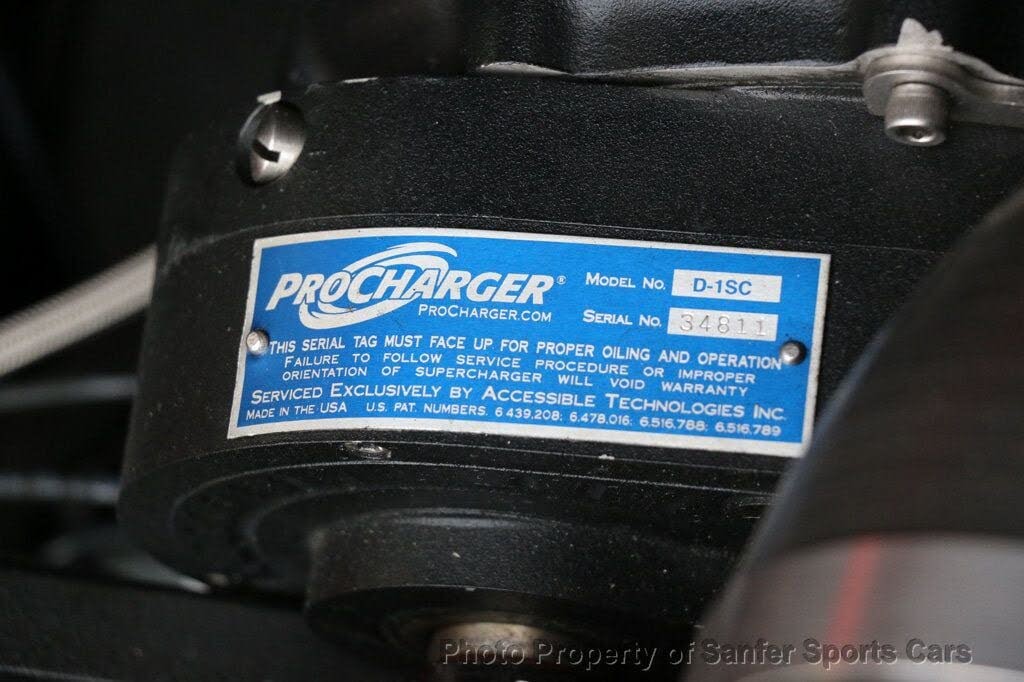 PROCHARGER®
PROCHARGER.COM
MODEL NO. D-1SC
SERIAL NO. 34811
THIS SERIAL TAG MUST FACE UP FOR PROPER OILING AND OPERATION
FAILURE TO FOLLOW SERVICE PROCEDURE OR IMPROPER
ORIENTATION OF SUPERCHARGER WILL VOID WARRANTY
SERVICED EXCLUSIVELY BY ACCESSIBLE TECHNOLOGIES INC.
MADE IN THE USA U.S. PAT. NUMBERS. 6 439.208; 6.478.016; 6.516.788; 6.516.789
Photo Property of Sanfer Sports Cars